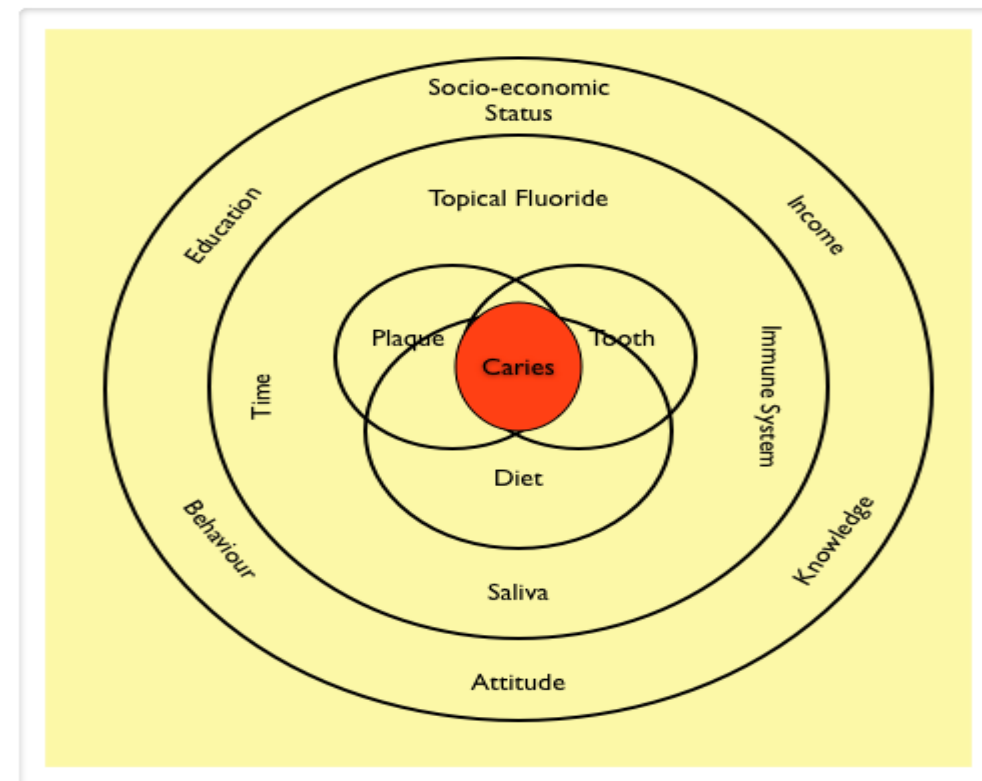 Socio-economic
Status
Education
Income
Topical Fluoride
Plaque
Tooth
Caries
Time
Immune System
Diet
Behaviour
Knowledge
Saliva
Attitude